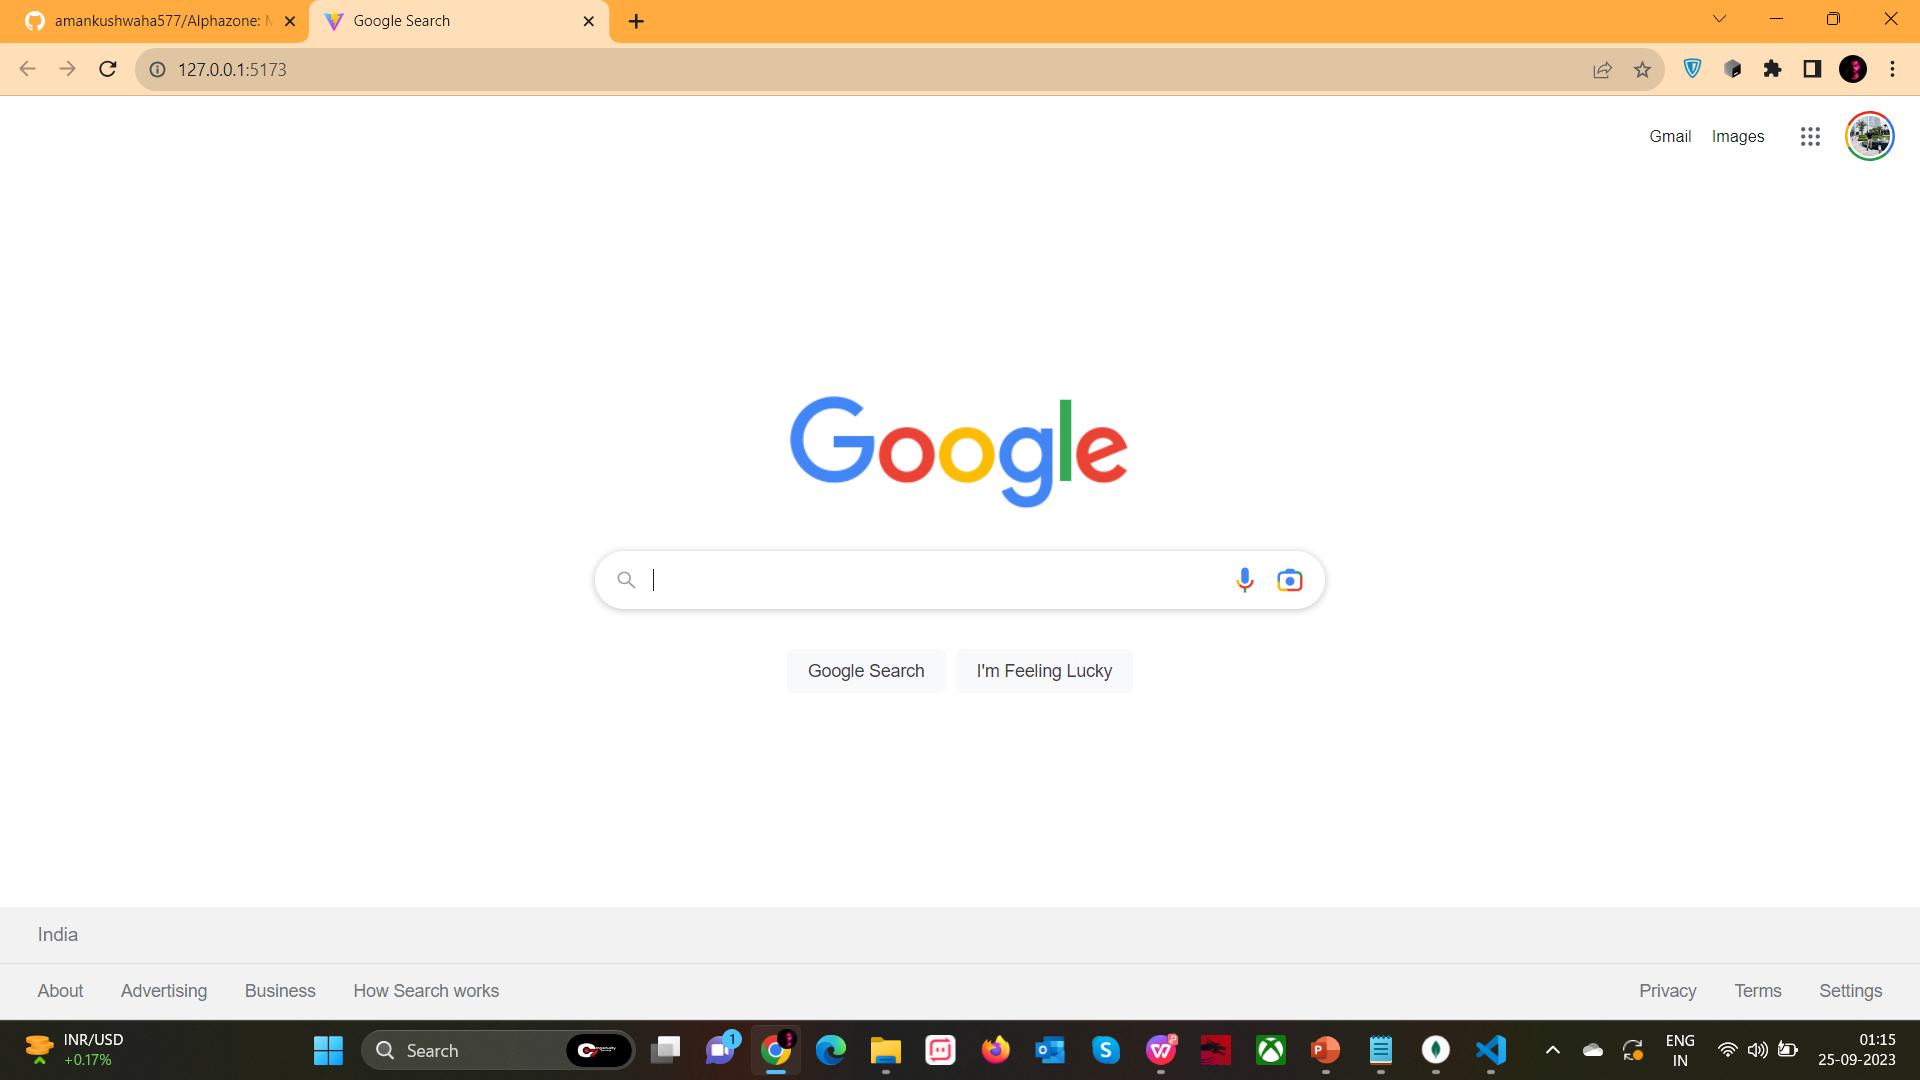 amankushwaha577/Alphazone: M
Google Search
127.0.0.1:5173
Gmail Images
Google
Google Search I'm Feeling Lucky
India
About Advertising Business How Search works Privacy Terms Settings
INR/USD
+0.17%
Search
1
ENG
IN
01:15
25-09-2023